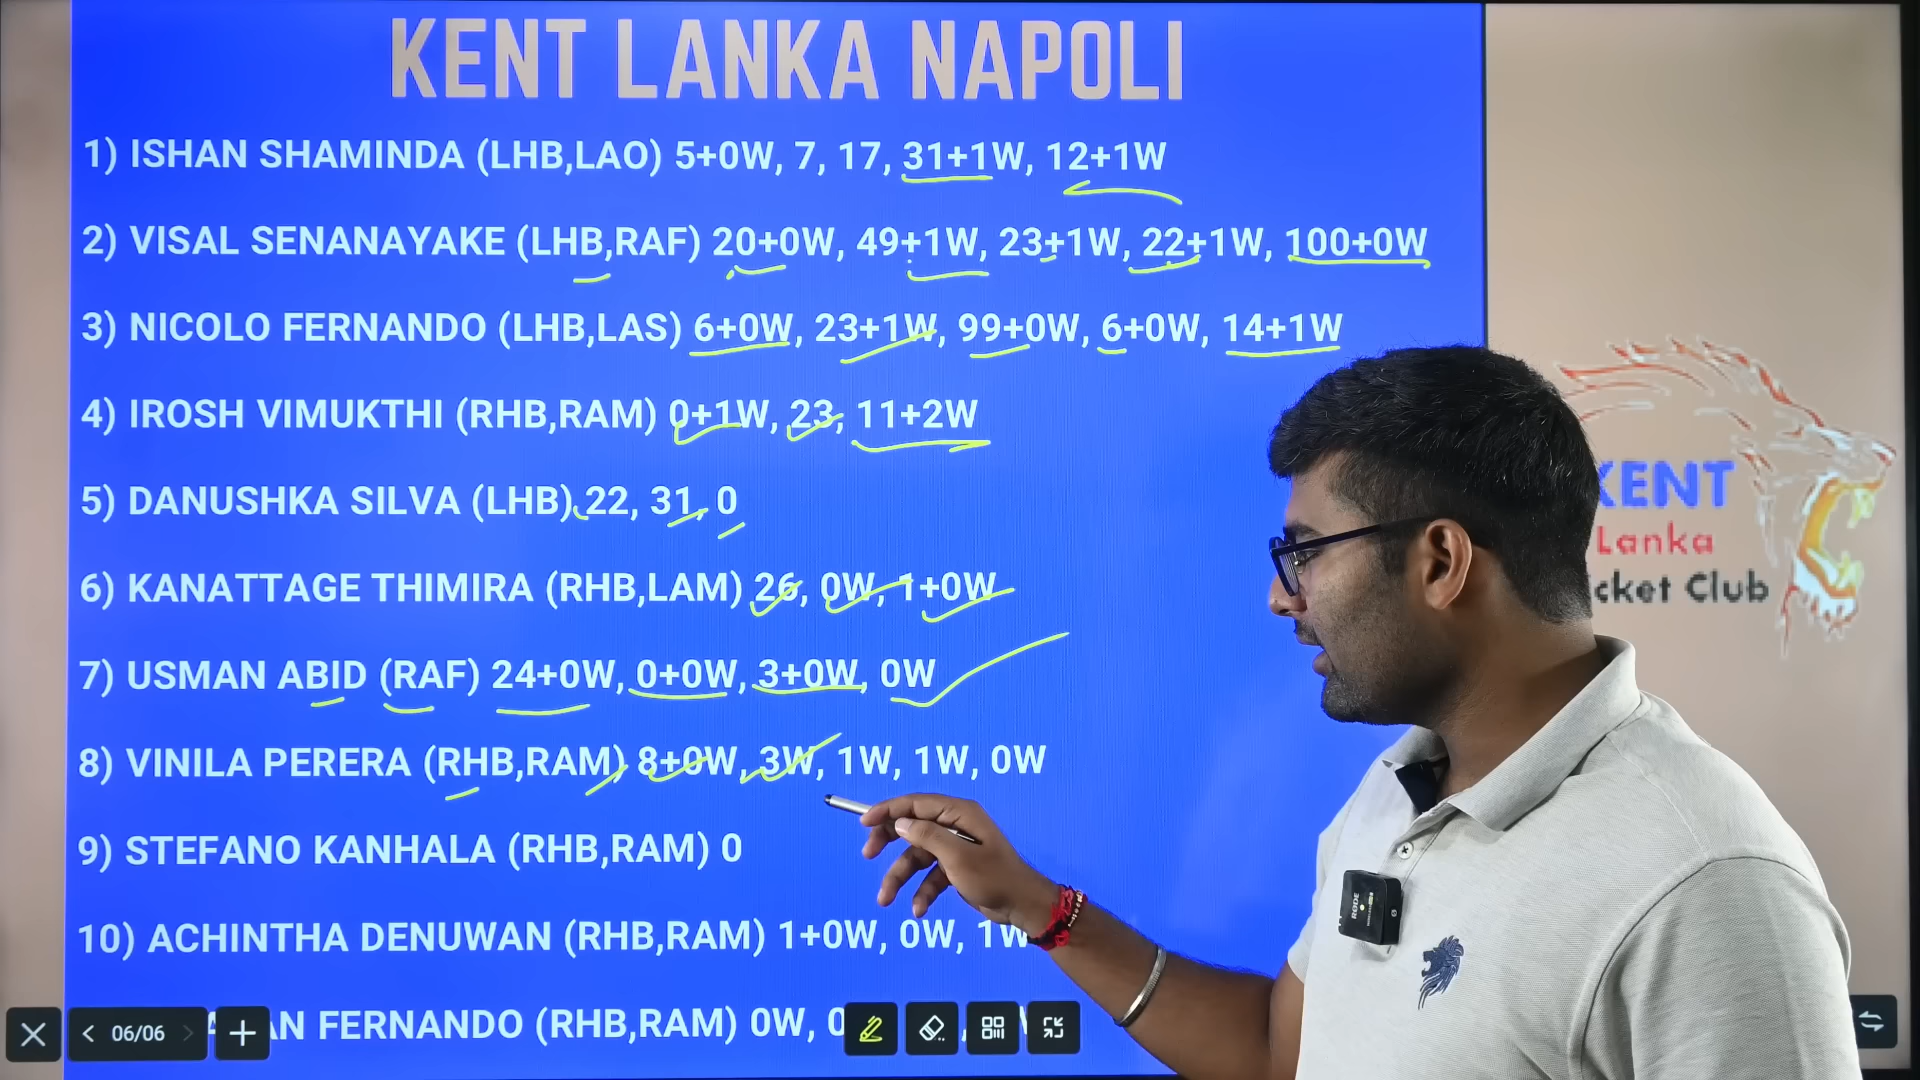 KENT LANKA NAPOLI
1) ISHAN SHAMINDA (LHB,LAO) 5+0W, 7, 17, 31+1W, 12+1W
2) VISAL SENANAYAKE (LHB,RAF) 20+0W, 49+1W, 23+1W, 22+1W, 100+0W
3) NICOLO FERNANDO (LHB,LAS) 6+0W, 23+1W, 99+0W, 6+0W, 14+1W
4) IROSH VIMUKTHI (RHB,RAM) 0+1W, 23, 11+2W
5) DANUSHKA SILVA (LHB) 22, 31, 0
6) KANATTAGE THIMIRA (RHB,LAM) 26, 0W, 1+0W
7) USMAN ABID (RAF) 24+0W, 0+0W, 3+0W, 0W
8) VINILA PERERA (RHB,RAM) 8+0W, 3W, 1W, 1W, 0W
9) STEFANO KANHALA (RHB,RAM) 0
10) ACHINTHA DENUWAN (RHB,RAM) 1+0W, 0W, 1W
FERNANDO (RHB,RAM) 0W, 0
06/06
KENT
Lanka
Club
RODE